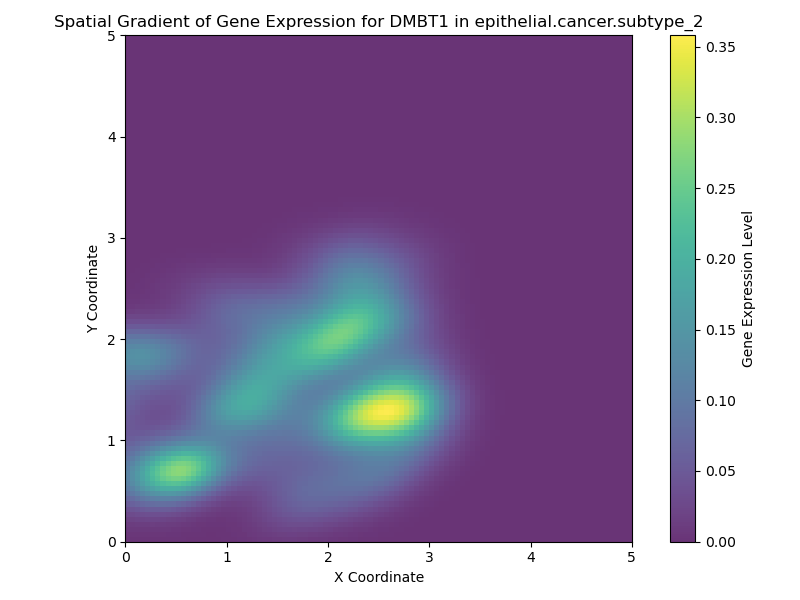 Spatial Gradient of Gene Expression for DMBT1 in epithelial.cancer.subtype_2
5
4
3
2
1
0
Y Coordinate
0 1 2 3 4 5
X Coordinate
0.35
0.30
0.25
0.20
0.15
0.10
0.05
0.00
Gene Expression Level